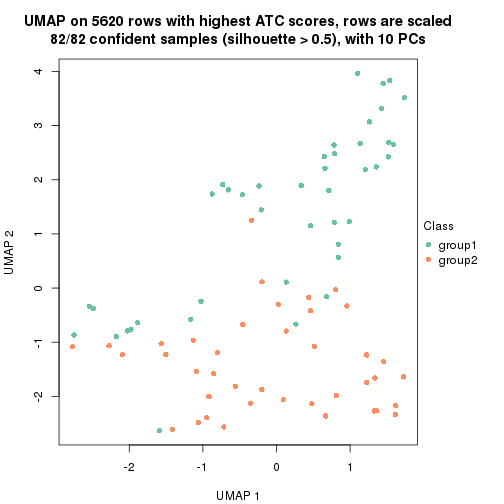 UMAP on 5620 rows with highest ATC scores, rows are scaled
82/82 confident samples (silhouette > 0.5), with 10 PCs
4
3
2
1
0
-1
-2
UMAP 2
-2
-1
0
1
UMAP 1
Class
group1
group2